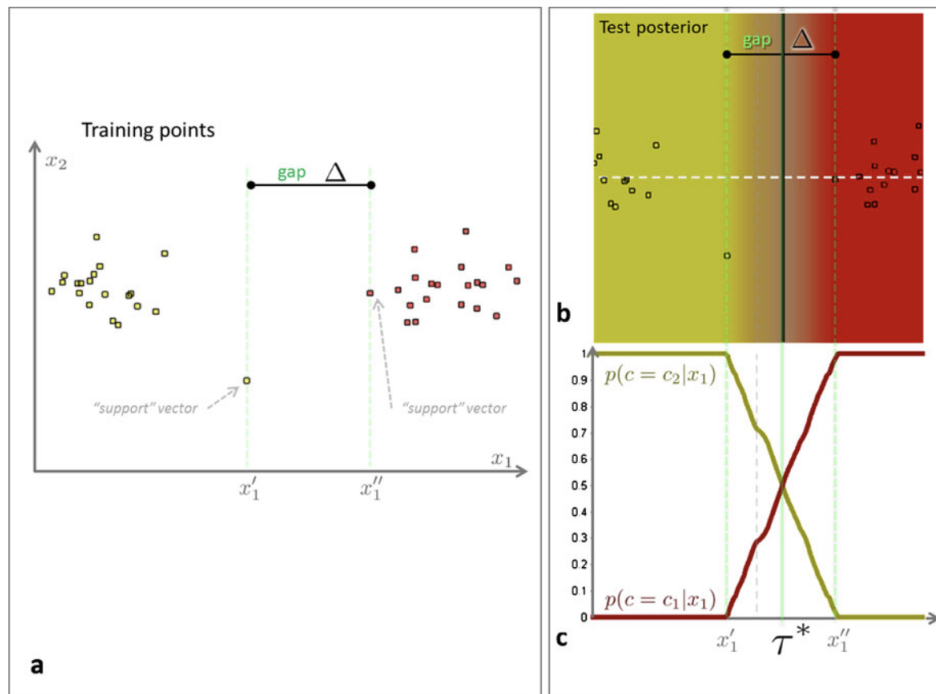 Training points
x₂
gap Δ
"support" vector
"support" vector
x₁
x₁′
x₁″
a
Test posterior
gap Δ
b
1
0.9
0.8
0.7
0.6
0.5
0.4
0.3
0.2
0.1
0
p(c = c₂|x₁)
p(c = c₁|x₁)
x₁′
τ*
x₁″
c